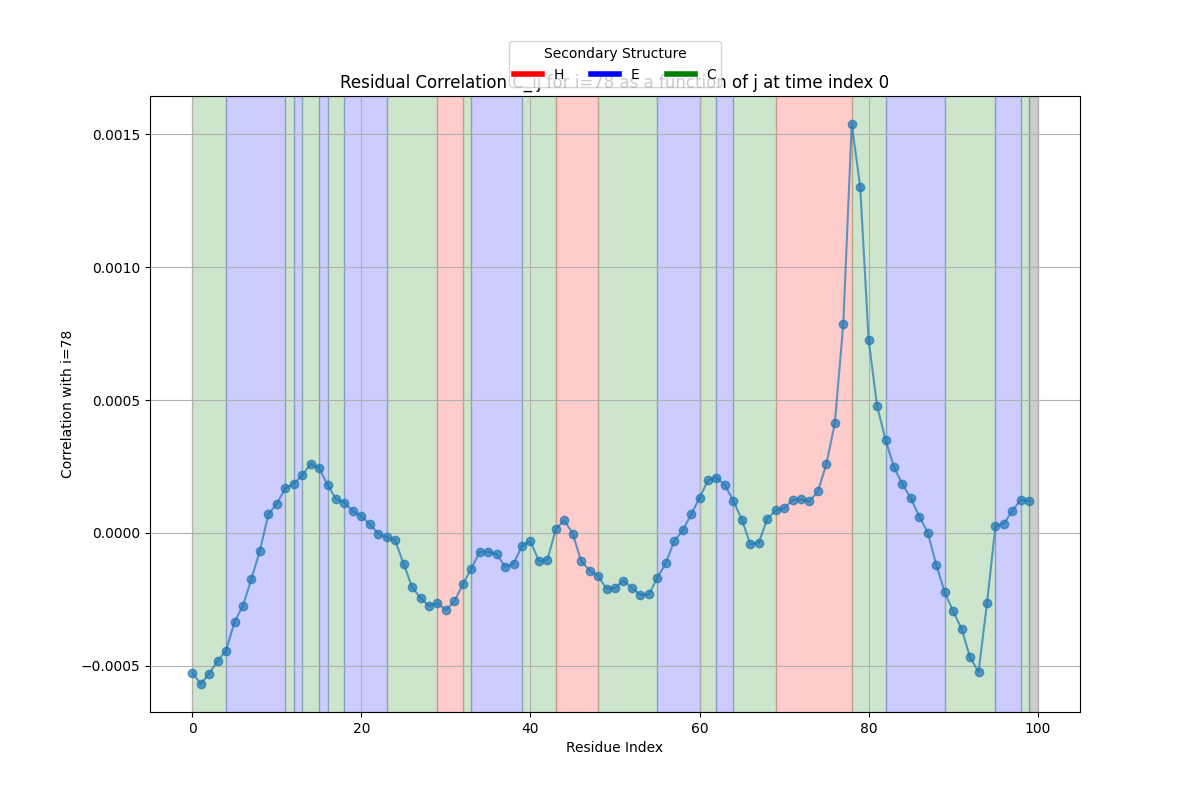 Secondary Structure
H E C
Residual Correlation C_ij for i=78 as a function of j at time index 0
0.0015
0.0010
0.0005
0.0000
−0.0005
Correlation with i=78
0 20 40 60 80 100
Residue Index